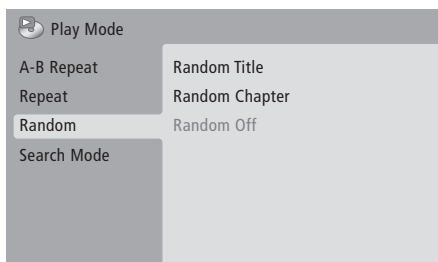 Play Mode
A-B Repeat
Repeat
Random
Search Mode
Random Title
Random Chapter
Random Off